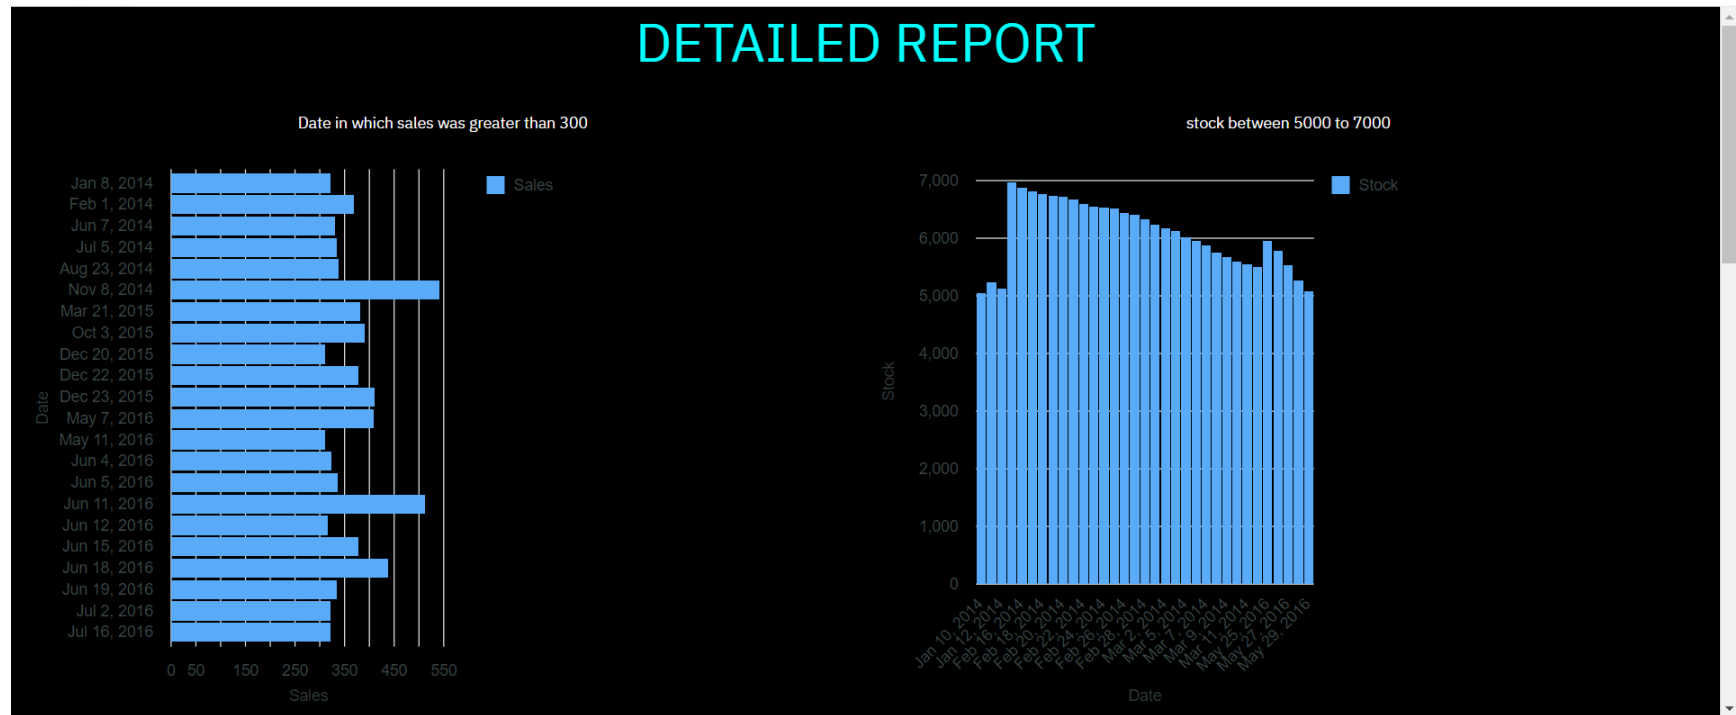 DETAILED REPORT
Date in which sales was greater than 300
Jan 8, 2014
Feb 1, 2014
Jun 7, 2014
Jul 5, 2014
Aug 23, 2014
Nov 8, 2014
Mar 21, 2015
Oct 3, 2015
Dec 20, 2015
Dec 22, 2015
Dec 23, 2015
May 7, 2016
May 11, 2016
Jun 4, 2016
Jun 5, 2016
Jun 11, 2016
Jun 12, 2016
Jun 15, 2016
Jun 18, 2016
Jun 19, 2016
Jul 2, 2016
Jul 16, 2016
Date
0 50 150 250 350 450 550
Sales
Sales
stock between 5000 to 7000
7,000
6,000
5,000
4,000
3,000
2,000
1,000
0
Stock
Stock
Jan 10, 2014
Jan 12, 2014
Feb 16, 2014
Feb 18, 2014
Feb 20, 2014
Feb 22, 2014
Feb 24, 2014
Feb 26, 2014
Feb 28, 2014
Mar 2, 2014
Mar 5, 2014
Mar 7, 2014
Mar 9, 2014
Mar 11, 2014
May 25, 2016
May 27, 2016
May 29, 2016
Date